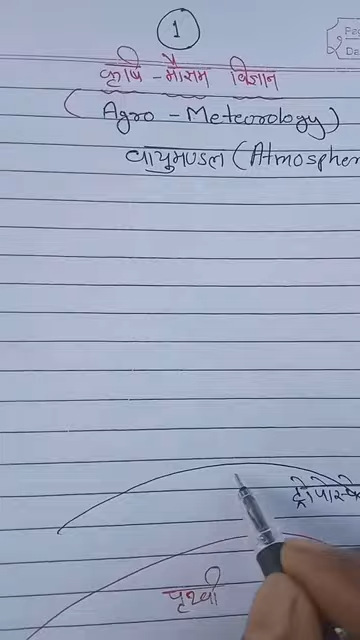 1
कृषि - मौसम विज्ञान
(Agro - Meteorology)
वायुमण्डल (Atmospher
पृथ्वी